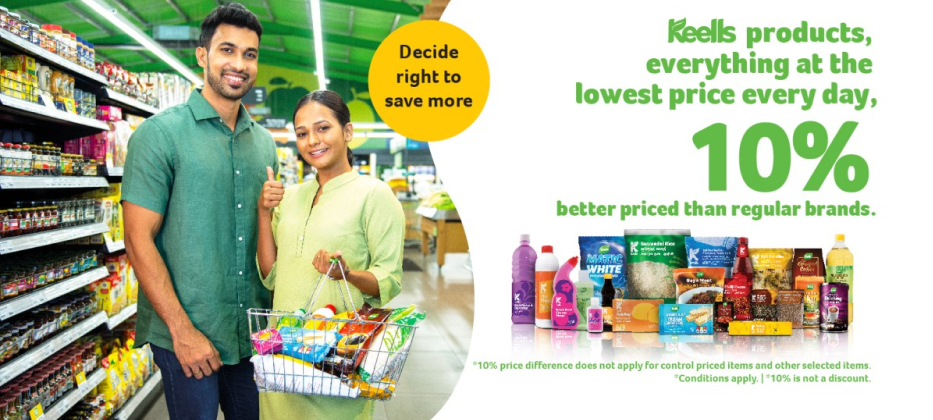 Decide
right to
save more
Keells products,
everything at the
lowest price every day,
10%
better priced than regular brands.
MATIC
WHITE
*10% price difference does not apply for control priced items and other selected items.
*Conditions apply. | *10% is not a discount.